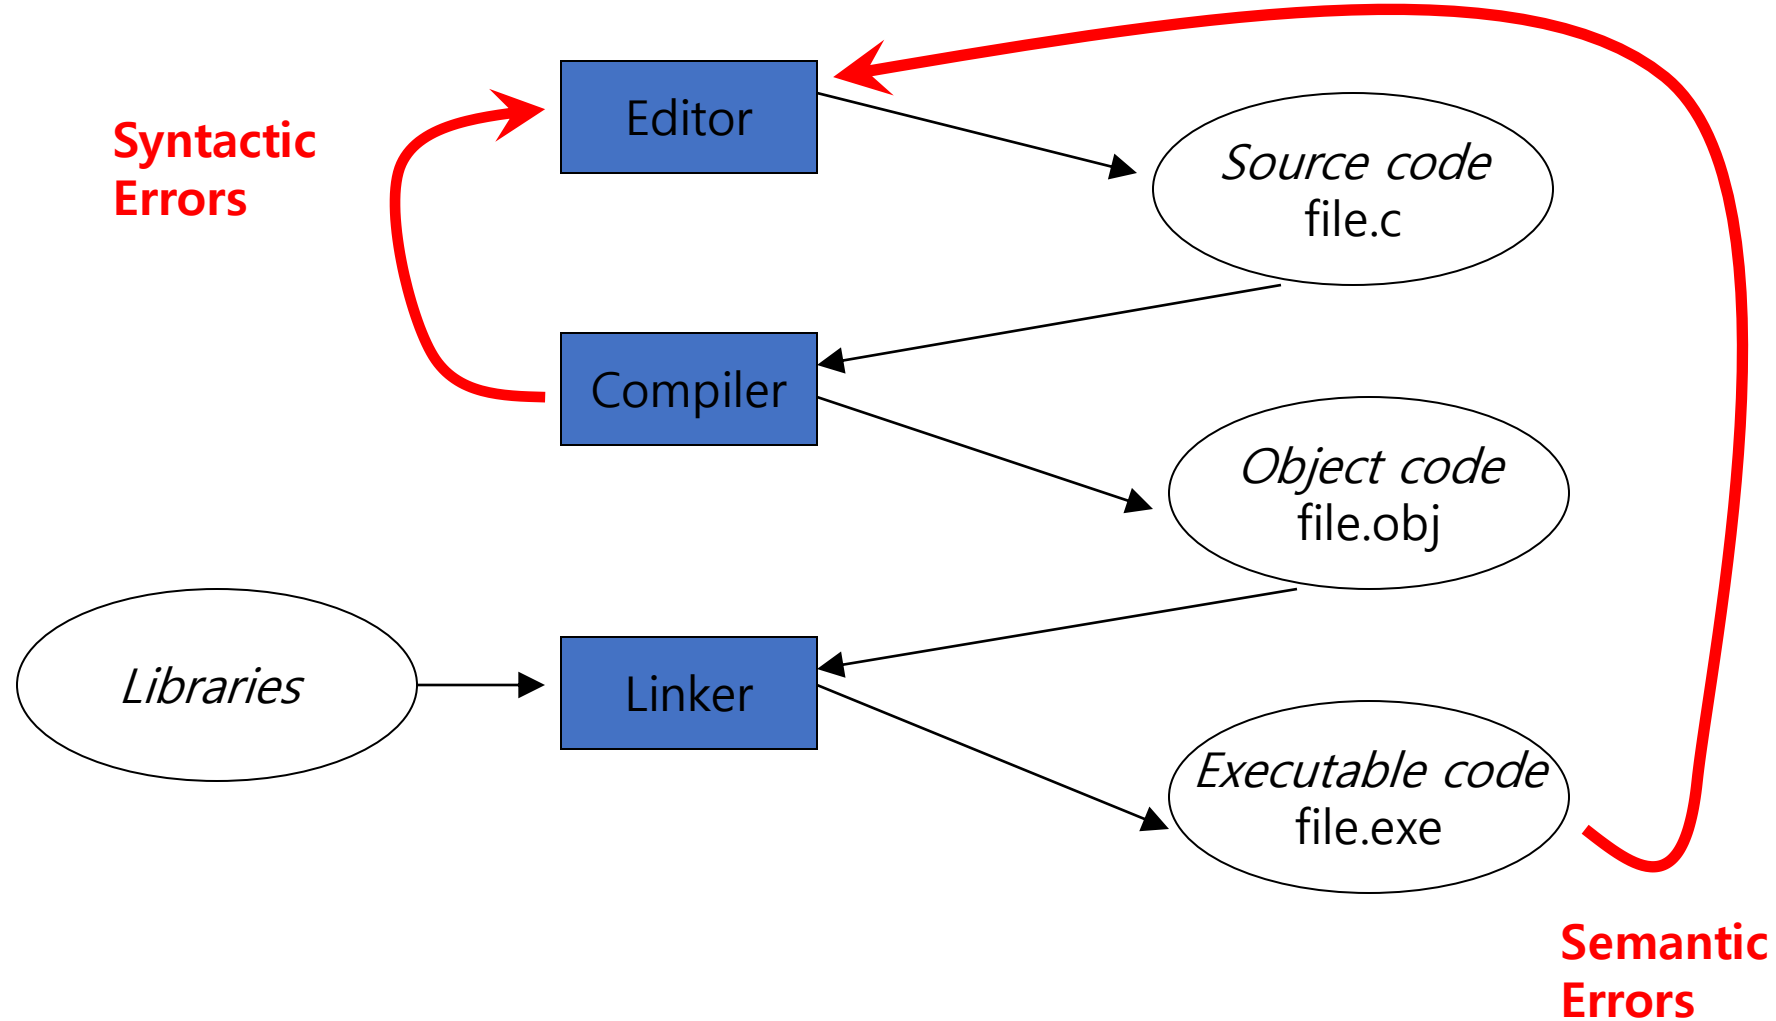 Editor
Syntactic
Errors
Source code
file.c
Compiler
Object code
file.obj
Libraries
Linker
Executable code
file.exe
Semantic
Errors